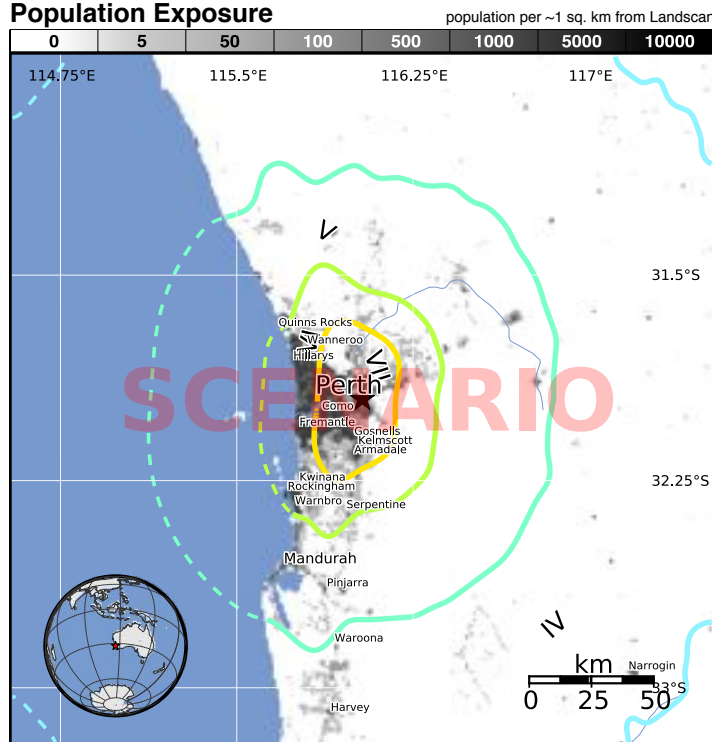 Population Exposure
population per ~1 sq. km from Landscan
0 5 50 100 500 1000 5000 10000
114.75°E 115.5°E 116.25°E 117°E
V
31.5°S
Quinns Rocks
Wanneroo
Hillarys
VII
Perth
SCENARIO
Como
Fremantle
Gosnells
Kelmscott
Armadale
Kwinana
32.25°S
Rockingham
Warnbro
Serpentine
Mandurah
Pinjarra
IV
Waroona
km
Narrogin
33°S
0 25 50
Harvey